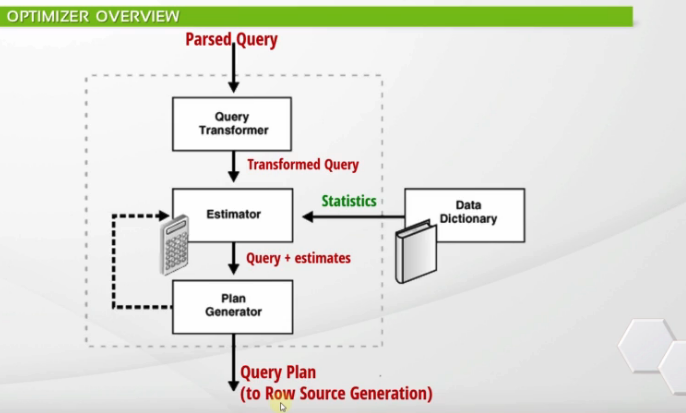 OPTIMIZER OVERVIEW
Parsed Query
Query
Transformer
Transformed Query
Statistics
Estimator
Data
Dictionary
Query + estimates
Plan
Generator
Query Plan
(to Row Source Generation)